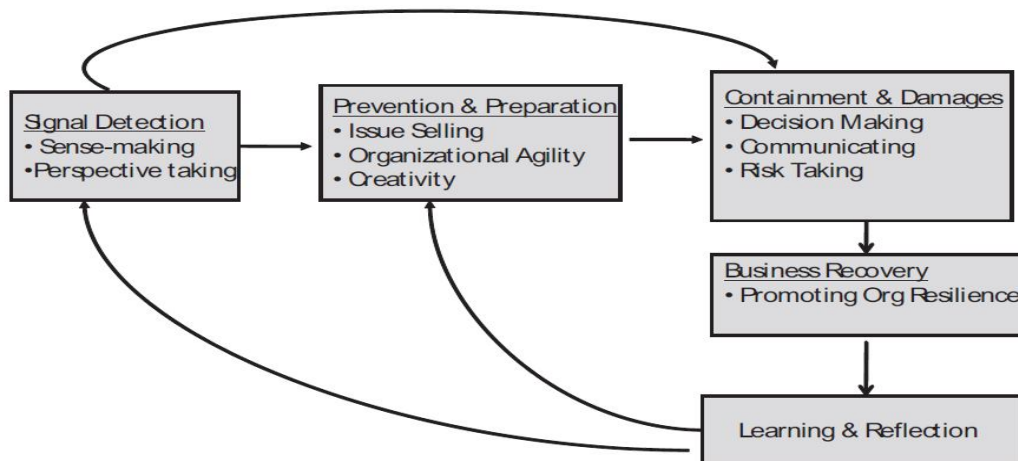 Signal Detection
• Sense-making
•Perspective taking
Prevention & Preparation
• Issue Selling
• Organizational Agility
• Creativity
Containment & Damages
• Decision Making
• Communicating
• Risk Taking
Business Recovery
• Promoting Org Resilience
Learning & Reflection